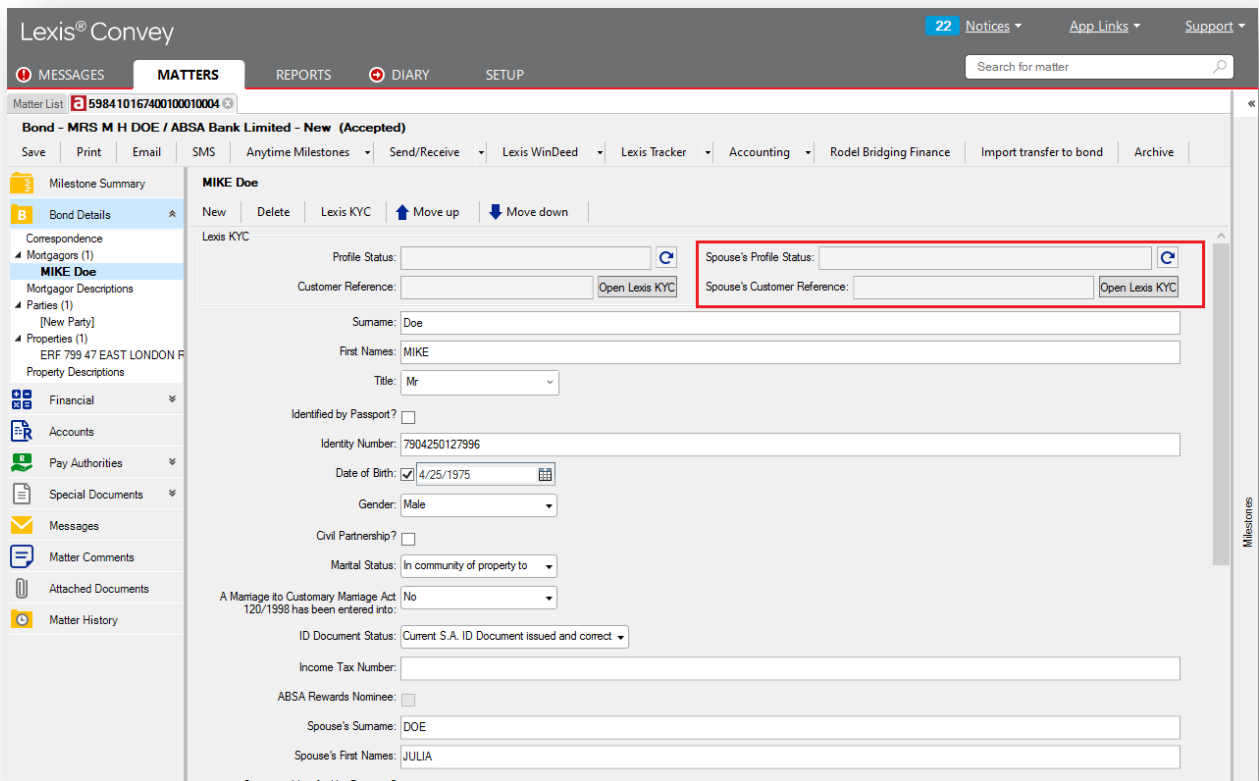 Lexis® Convey
22 Notices App Links Support
MESSAGES MATTERS REPORTS DIARY SETUP
Search for matter
Matter List a 598410167400100010004
Bond - MRS M H DOE / ABSA Bank Limited - New (Accepted)
Save Print Email SMS Anytime Milestones Send/Receive Lexis WinDeed Lexis Tracker Accounting Rodel Bridging Finance Import transfer to bond Archive
Milestone Summary
B Bond Details
Correspondence
Mortgagors (1)
MIKE Doe
Mortgagor Descriptions
Parties (1)
[New Party]
Properties (1)
ERF 799 47 EAST LONDON R
Property Descriptions
Financial
R Accounts
R Pay Authorities
Special Documents
Messages
Matter Comments
Attached Documents
Matter History
MIKE Doe
New Delete Lexis KYC Move up Move down
Lexis KYC
Profile Status: Spouse's Profile Status:
Customer Reference: Open Lexis KYC Spouse's Customer Reference: Open Lexis KYC
Surname: Doe
First Names: MIKE
Title: Mr
Identified by Passport?
Identity Number: 7904250127996
Date of Birth: 4/25/1975
Gender: Male
Civil Partnership?
Marital Status: In community of property to
A Marriage ito Customary Marriage Act No
120/1998 has been entered into:
ID Document Status: Current S.A. ID Document issued and correct
Income Tax Number:
ABSA Rewards Nominee:
Spouse's Surname: DOE
Spouse's First Names: JULIA
Milestones